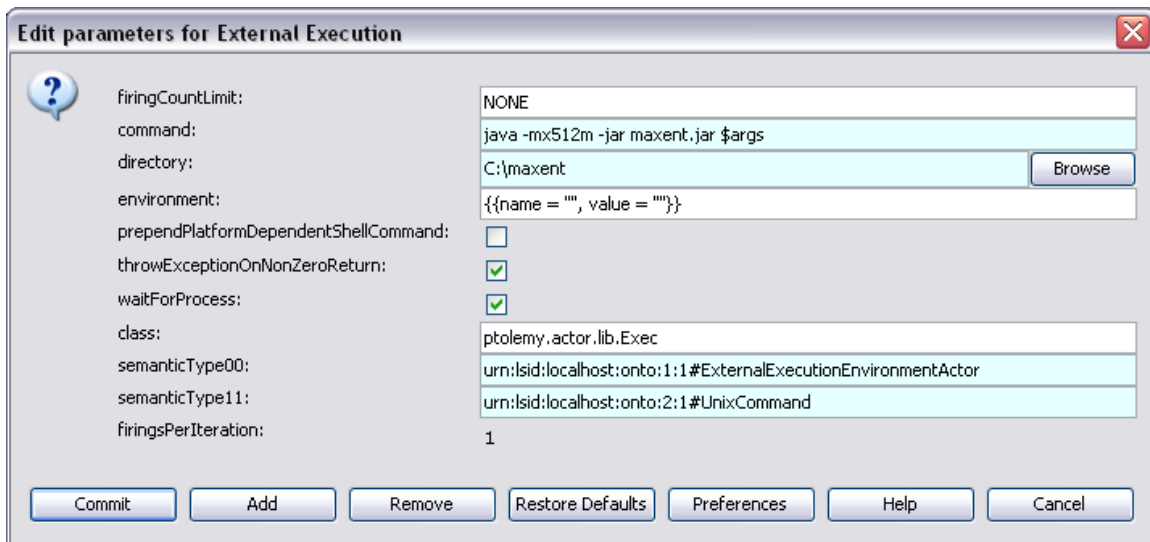 Edit parameters for External Execution
firingCountLimit: NONE
command: java -mx512m -jar maxent.jar $args
directory: C:\maxent Browse
environment: {{name = "", value = ""}}
prependPlatformDependentShellCommand:
throwExceptionOnNonZeroReturn:
waitForProcess:
class: ptolemy.actor.lib.Exec
semanticType00: urn:lsid:localhost:onto:1:1#ExternalExecutionEnvironmentActor
semanticType11: urn:lsid:localhost:onto:2:1#UnixCommand
firingsPerIteration: 1
Commit Add Remove Restore Defaults Preferences Help Cancel